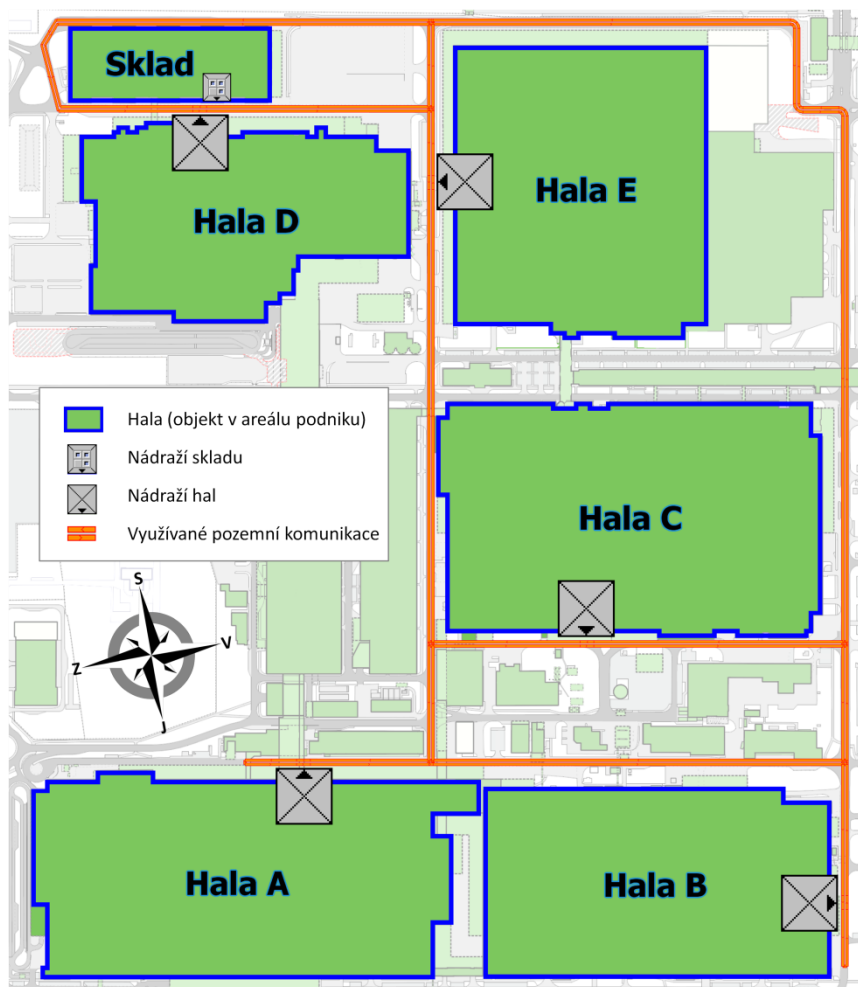 Sklad
Hala D
Hala E
Hala (objekt v areálu podniku)
Nádraží skladu
Nádraží hal
Využívané pozemní komunikace
Hala C
S
Z
V
J
Hala A
Hala B